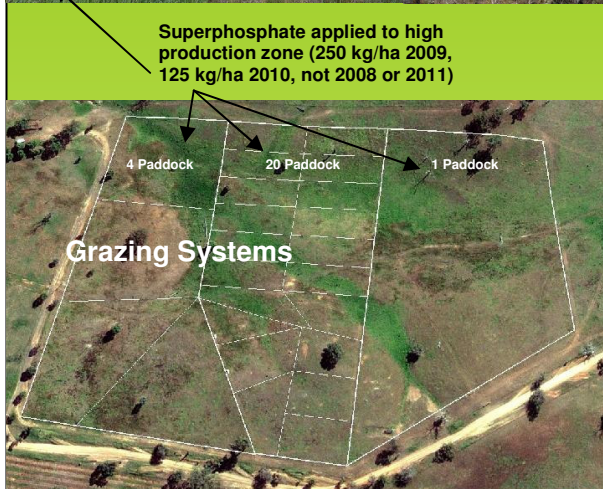 Superphosphate applied to high
production zone (250 kg/ha 2009,
125 kg/ha 2010, not 2008 or 2011)
4 Paddock
20 Paddock
1 Paddock
Grazing Systems